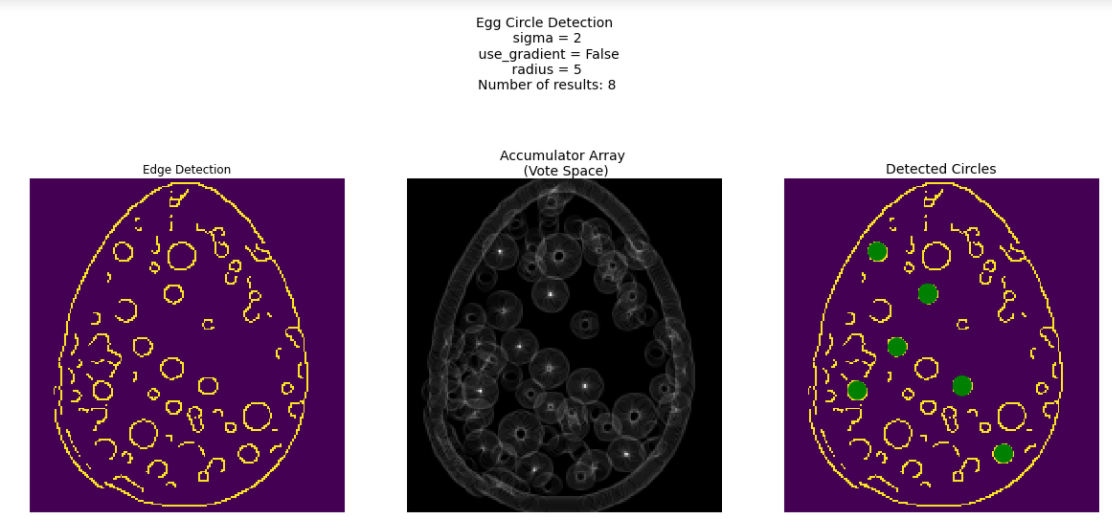 Egg Circle Detection
sigma = 2
use_gradient = False
radius = 5
Number of results: 8
Edge Detection
Accumulator Array
(Vote Space)
Detected Circles